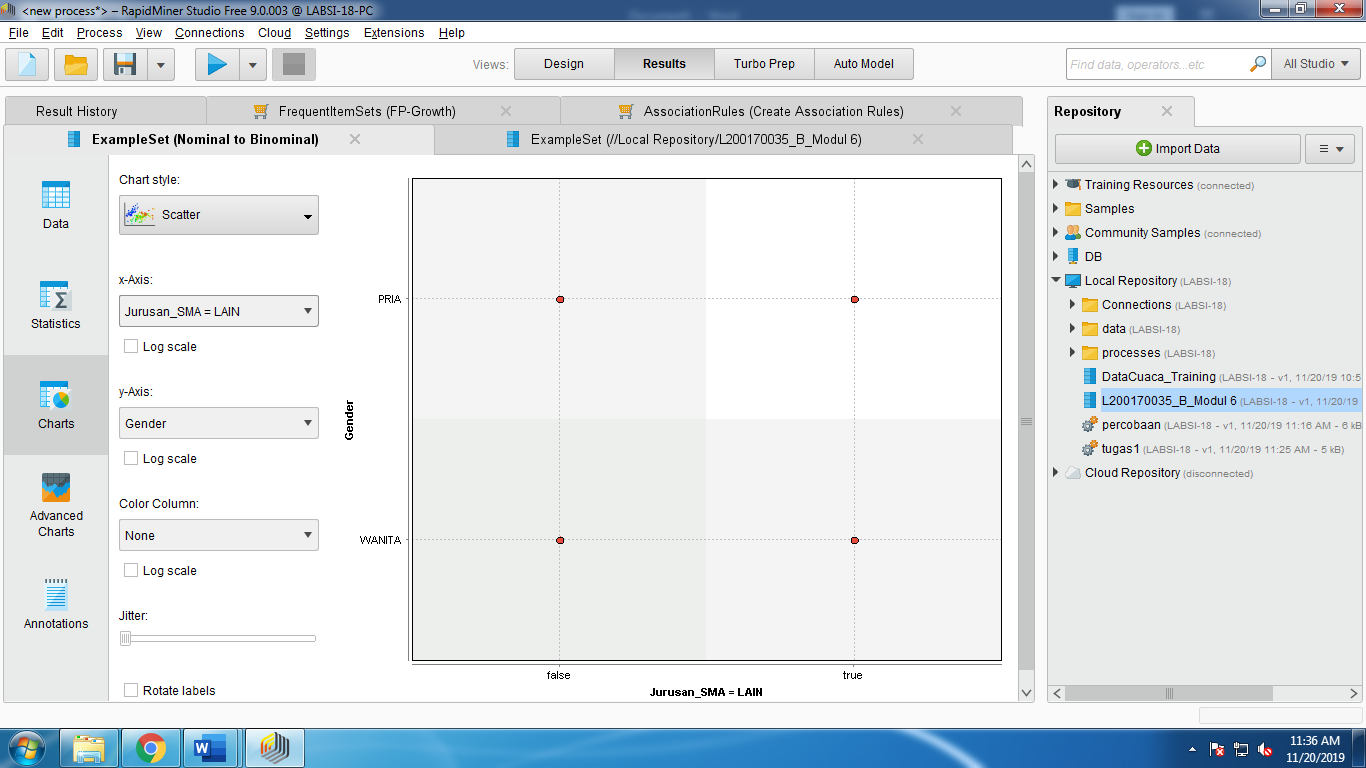 <new process*> – RapidMiner Studio Free 9.0.003 @ LABSI-18-PC
File Edit Process View Connections Cloud Settings Extensions Help
Views: Design Results Turbo Prep Auto Model
Find data, operators...etc
All Studio
Result History
FrequentItemSets (FP-Growth)
AssociationRules (Create Association Rules)
ExampleSet (Nominal to Binominal)
ExampleSet (//Local Repository/L200170035_B_Modul 6)
Data
Statistics
Charts
Advanced
Charts
Annotations
Chart style:
Scatter
x-Axis:
Jurusan_SMA = LAIN
Log scale
y-Axis:
Gender
Log scale
Color Column:
None
Log scale
Jitter:
Rotate labels
Gender
PRIA
WANITA
false
true
Jurusan_SMA = LAIN
Repository
Import Data
Training Resources (connected)
Samples
Community Samples (connected)
DB
Local Repository (LABSI-18)
Connections (LABSI-18)
data (LABSI-18)
processes (LABSI-18)
DataCuaca_Training (LABSI-18 - v1, 11/20/19 10:5
L200170035_B_Modul 6 (LABSI-18 - v1, 11/20/19
percobaan (LABSI-18 - v1, 11/20/19 11:16 AM - 6 kB
tugas1 (LABSI-18 - v1, 11/20/19 11:25 AM - 5 kB)
Cloud Repository (disconnected)
11:36 AM
11/20/2019